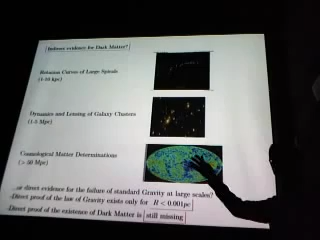 Indirect evidence for Dark Matter?
Rotation Curves of Large Spirals
Dynamics and Lensing of Galaxy Clusters
(1-5 Mpc)
Cosmological Matter Determinations
(> 50 Mpc)
...or direct evidence for the failure of standard Gravity at large scales?
-Direct proof of the law of Gravity exists only for R < 0.001pc
-Direct proof of the existence of Dark Matter is still missing